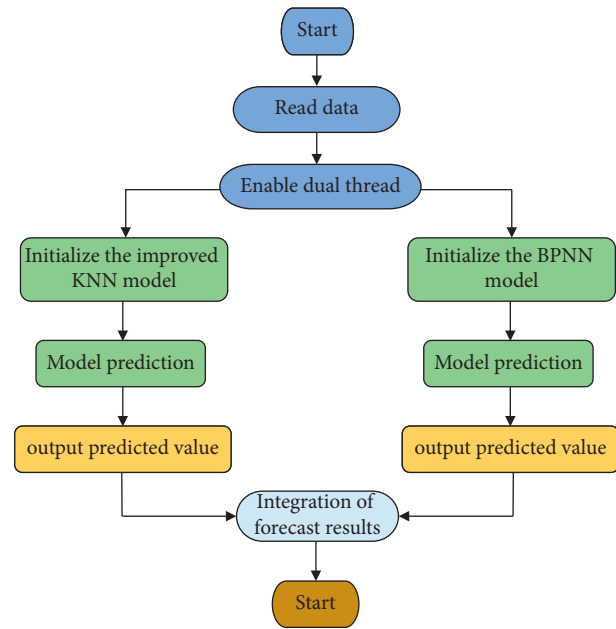 Start
Read data
Enable dual thread
Initialize the improved
KNN model
Initialize the BPNN
model
Model prediction
Model prediction
output predicted value
output predicted value
Integration of
forecast results
Start